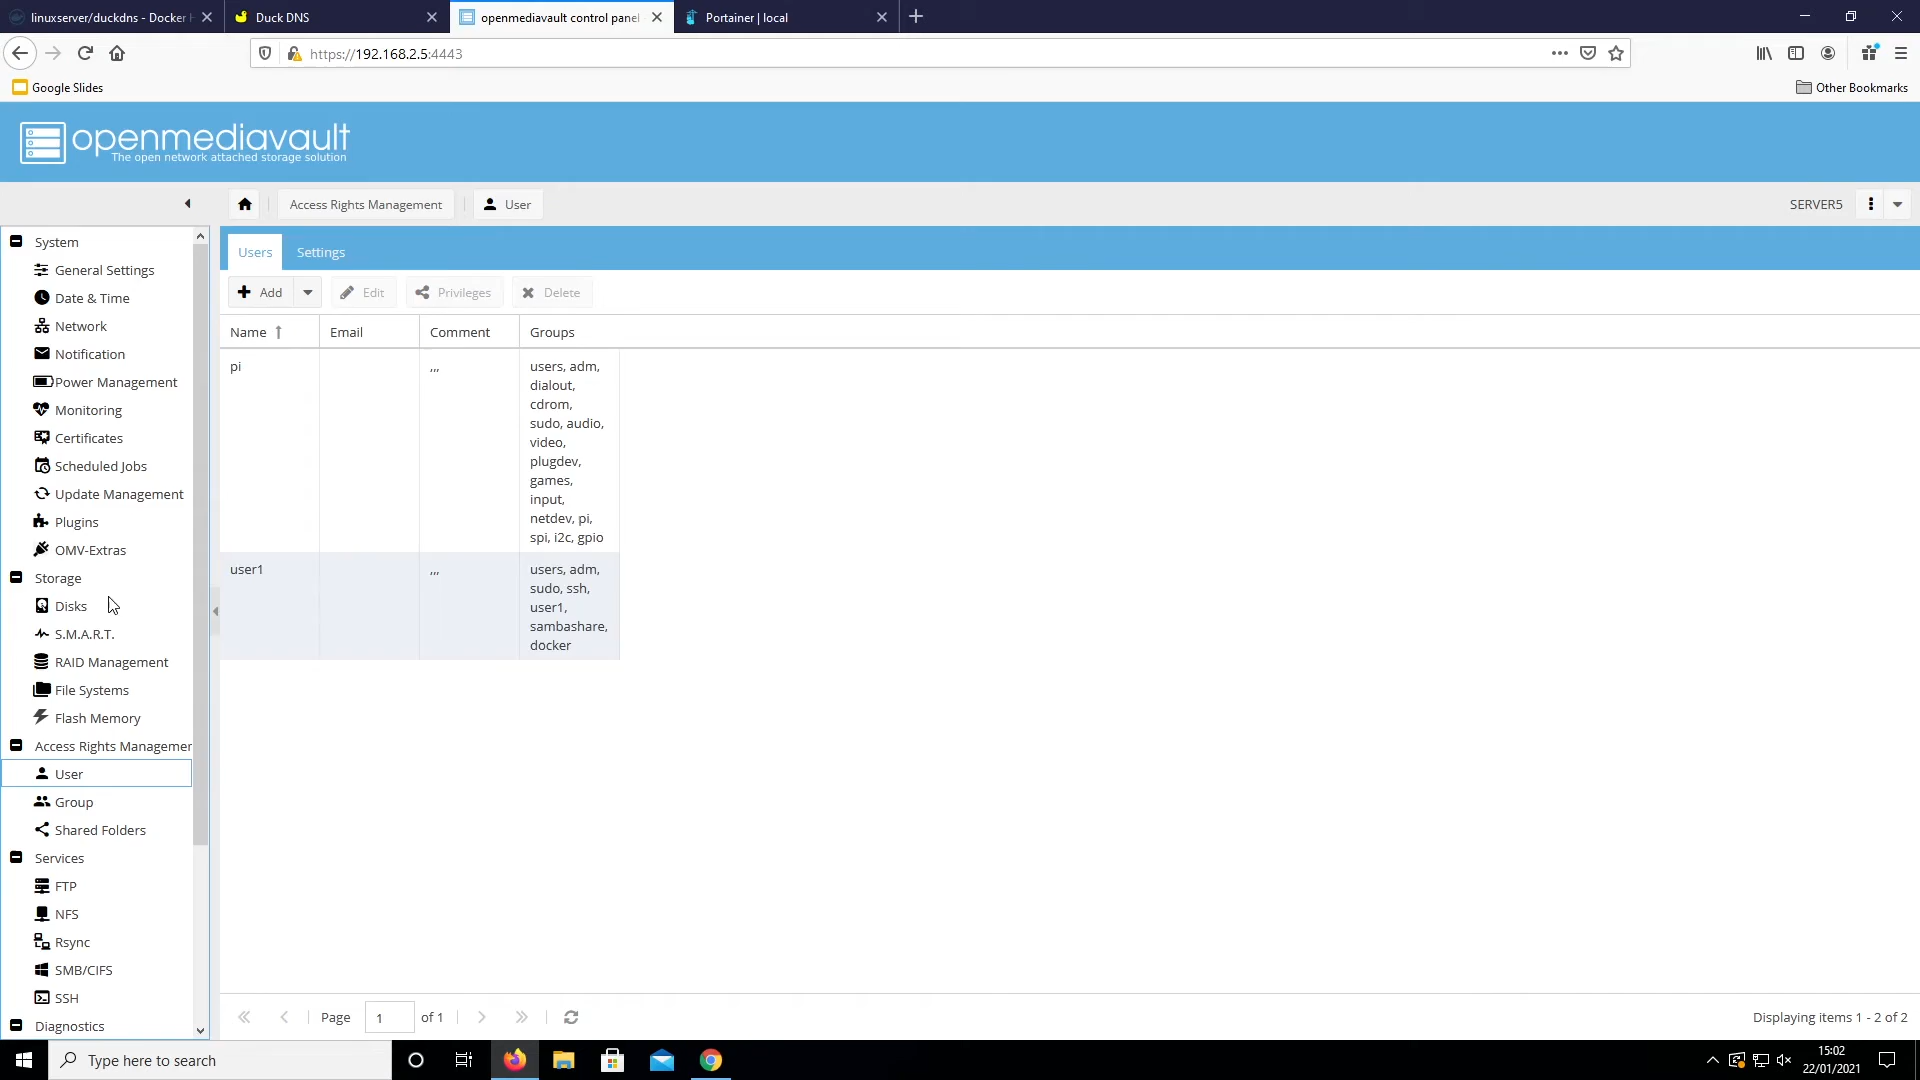 linuxserver/duckdns - Docker H
Duck DNS
openmediavault control panel
Portainer | local
https://192.168.2.5:4443
Google Slides
Other Bookmarks
openmediavault
The open network attached storage solution
Access Rights Management
User
SERVER5
System
General Settings
Date & Time
Network
Notification
Power Management
Monitoring
Certificates
Scheduled Jobs
Update Management
Plugins
OMV-Extras
Storage
Disks
S.M.A.R.T.
RAID Management
File Systems
Flash Memory
Access Rights Managemen
User
Group
Shared Folders
Services
FTP
NFS
Rsync
SMB/CIFS
SSH
Diagnostics
Users
Settings
Add
Edit
Privileges
Delete
Name
Email
Comment
Groups
pi
,,,
users, adm,
dialout,
cdrom,
sudo, audio,
video,
plugdev,
games,
input,
netdev, pi,
spi, i2c, gpio
user1
,,,
users, adm,
sudo, ssh,
user1,
sambashare,
docker
Page 1 of 1
Displaying items 1 - 2 of 2
Type here to search
15:02
22/01/2021